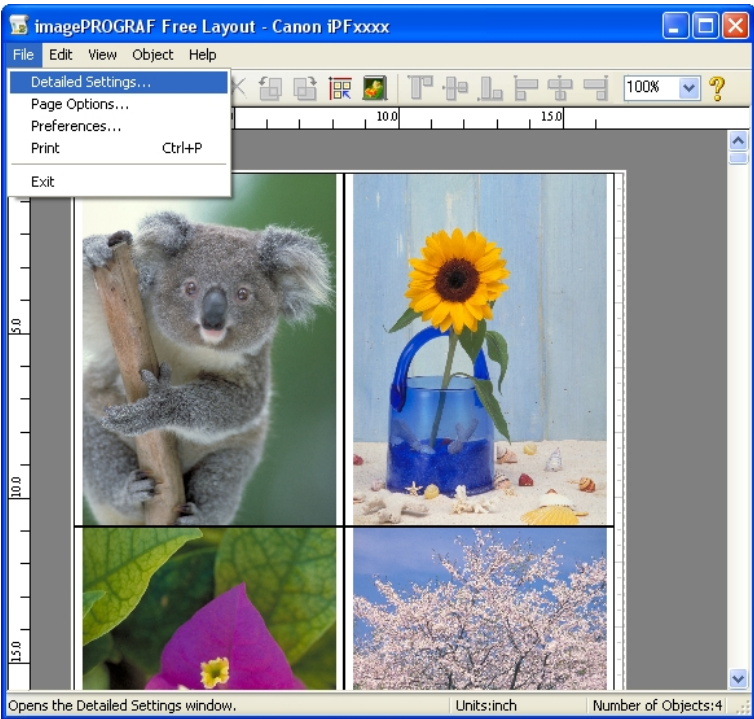 imagePROGRAF Free Layout - Canon iPFxxxx
File Edit View Object Help
Detailed Settings...
Page Options...
Preferences...
Print Ctrl+P
Exit
100%
10.0 15.0
5.0
10.0
15.0
Opens the Detailed Settings window. Units:inch Number of Objects:4